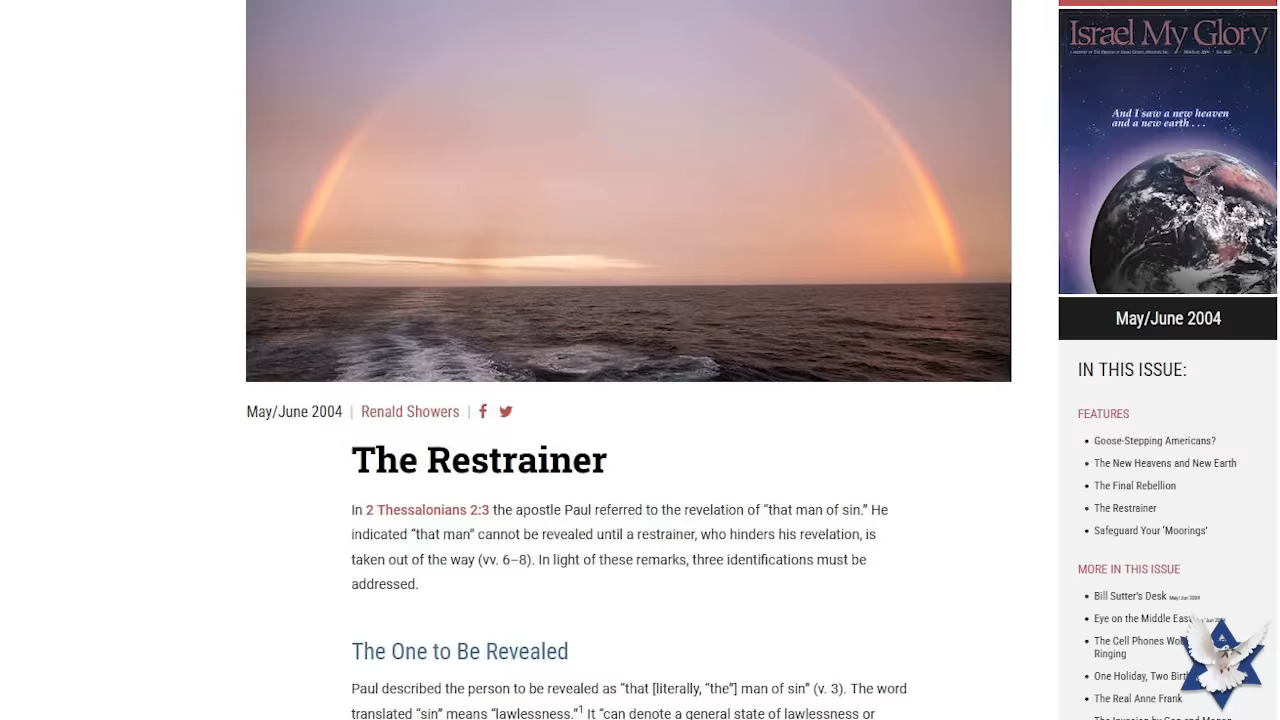 May/June 2004 | Renald Showers |
The Restrainer
In 2 Thessalonians 2:3 the apostle Paul referred to the revelation of “that man of sin.” He
indicated “that man” cannot be revealed until a restrainer, who hinders his revelation, is
taken out of the way (vv. 6–8). In light of these remarks, three identifications must be
addressed.
The One to Be Revealed
Paul described the person to be revealed as “that [literally, “the”] man of sin” (v. 3). The word
translated “sin” means “lawlessness.”1 It “can denote a general state of lawlessness or
Israel My Glory
And I saw a new heaven
and a new earth . . .
May/June 2004
IN THIS ISSUE:
FEATURES
• Goose-Stepping Americans?
• The New Heavens and New Earth
• The Final Rebellion
• The Restrainer
• Safeguard Your ‘Moorings’
MORE IN THIS ISSUE
• Bill Sutter's Desk May/Jun 2004
• Eye on the Middle East
• The Cell Phones
Ringing
• One Holiday, Two
• The Real Anne Frank